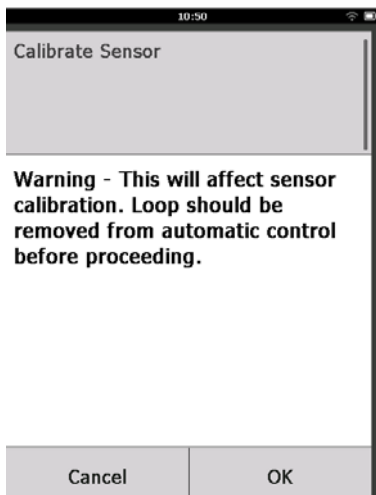 10:50
Calibrate Sensor
Warning - This will affect sensor
calibration. Loop should be
removed from automatic control
before proceeding.
Cancel
OK